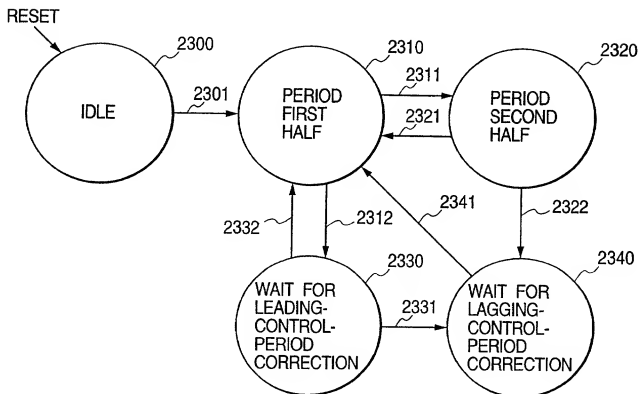 RESET
2300
2310
2320
IDLE
2301
PERIOD
FIRST
HALF
2311
2321
PERIOD
SECOND
HALF
2332
2312
2341
2322
2330
2340
WAIT FOR
LEADING-
CONTROL-
PERIOD
CORRECTION
2331
WAIT FOR
LAGGING-
CONTROL-
PERIOD
CORRECTION